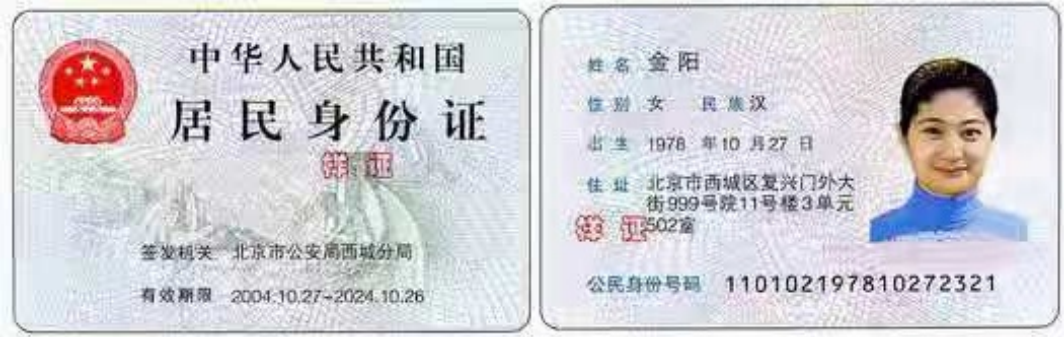 中华人民共和国
居民身份证
样 证
签发机关 北京市公安局西城分局
有效期限 2004.10.27-2024.10.26
姓 名 金 阳
性 别 女 民 族 汉
出 生 1978 年 10 月 27 日
住 址 北京市西城区复兴门外大
街999号院11号楼3单元
样 证 502室
公民身份号码 110102197810272321